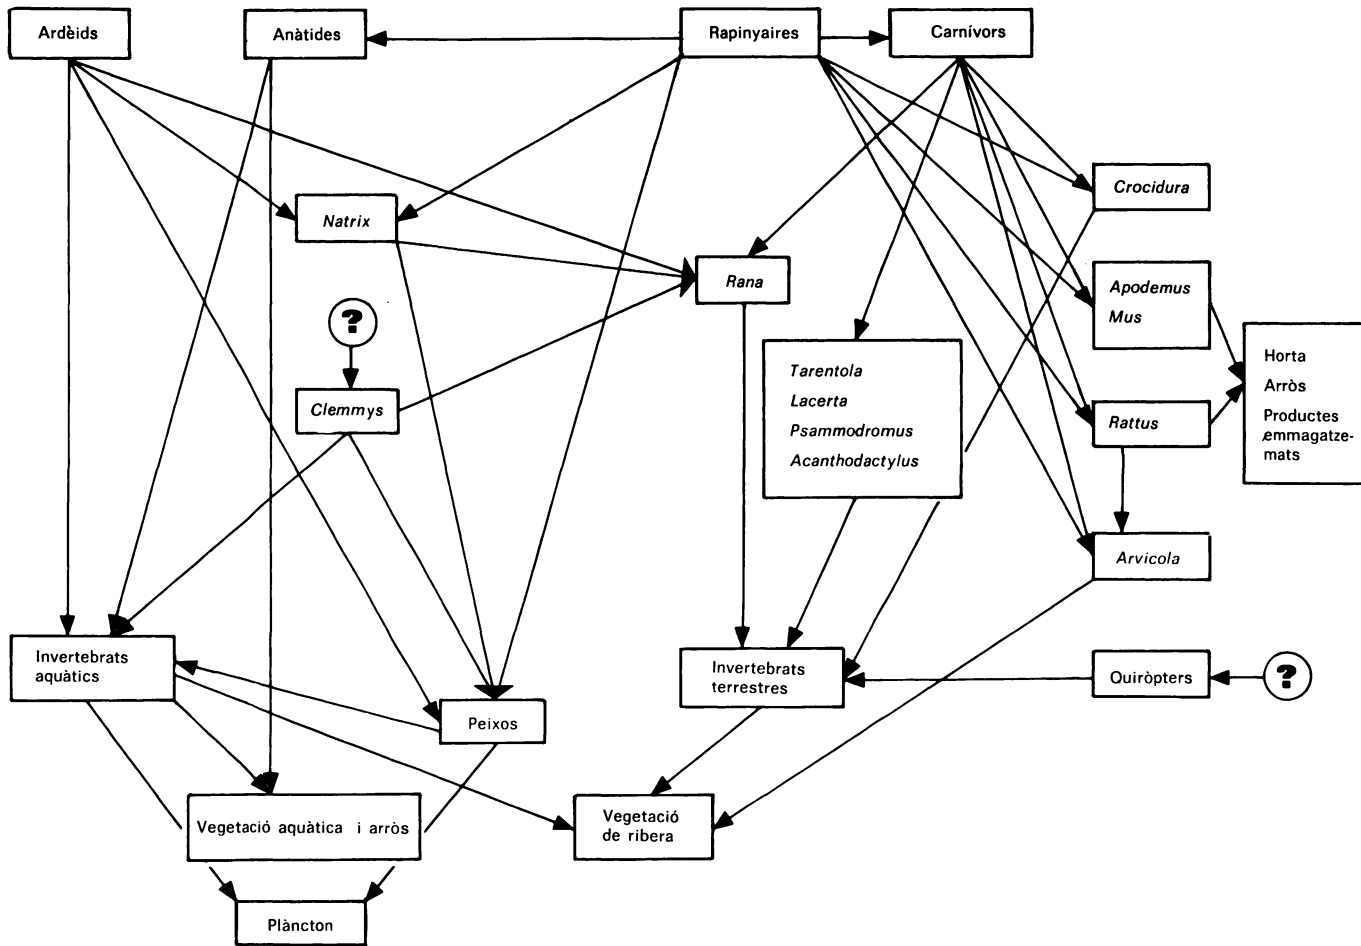 Ardèids
Anàtides
Rapinyaires
Carnívors
Crocidura
Natrix
Rana
Apodemus
Mus
?
Horta
Arròs
Productes
emmagatze-
mats
Tarentola
Lacerta
Psammodromus
Acanthodactylus
Clemmys
Rattus
Arvicola
Invertebrats
aquàtics
Invertebrats
terrestres
Quiròpters
?
Peixos
Vegetació aquàtica i arròs
Vegetació
de ribera
Plàncton